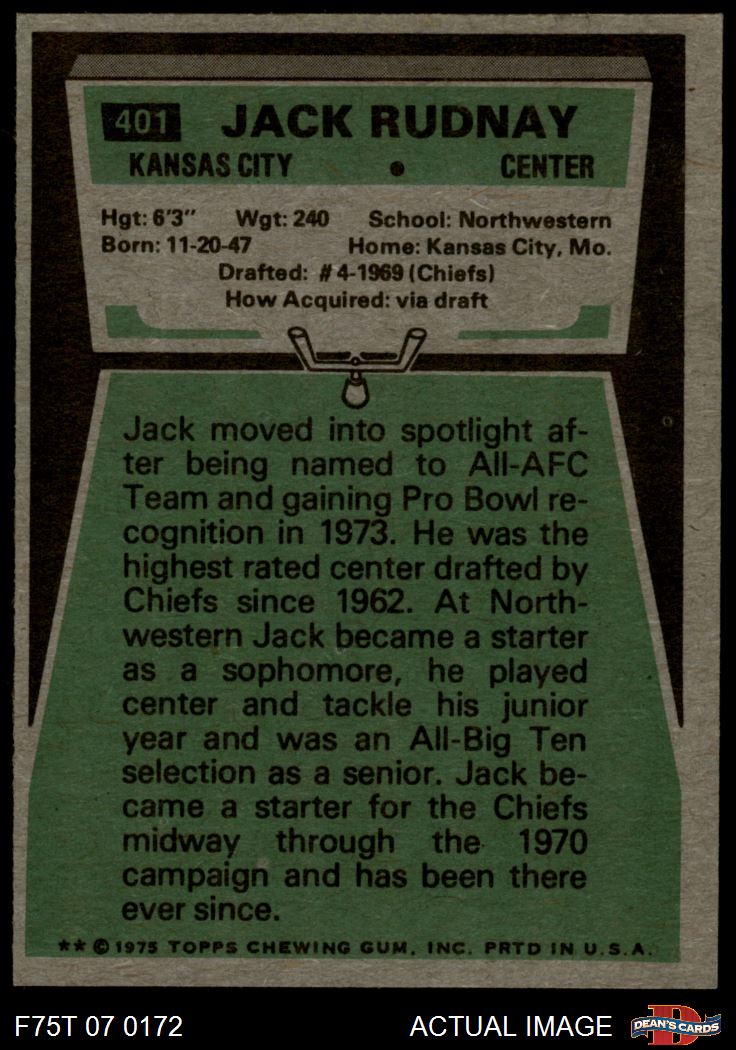 401 JACK RUDNAY
KANSAS CITY • CENTER
Hgt: 6'3" Wgt: 240 School: Northwestern
Born: 11-20-47 Home: Kansas City, Mo.
Drafted: #4-1969 (Chiefs)
How Acquired: via draft
Jack moved into spotlight af-
ter being named to All-AFC
Team and gaining Pro Bowl re-
cognition in 1973. He was the
highest rated center drafted by
Chiefs since 1962. At North-
western Jack became a starter
as a sophomore, he played
center and tackle his junior
year and was an All-Big Ten
selection as a senior. Jack be-
came a starter for the Chiefs
midway through the 1970
campaign and has been there
ever since.
** © 1975 TOPPS CHEWING GUM, INC. PRTD IN U.S.A.
F75T 07 0172 ACTUAL IMAGE D DEAN'S CARDS